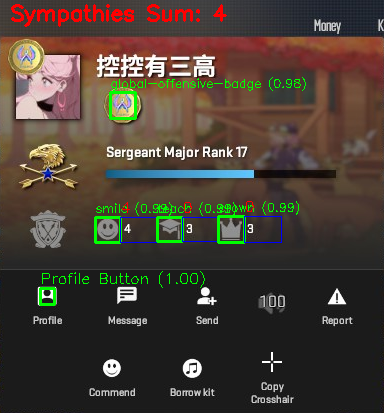 Sympathies Sum: 4
Money
K
控控有三高
global-offensive-badge (0.98)
Sergeant Major Rank 17
smile (0.99) (0.99) (0.99)
4 3 3
Profile Button (1.00)
100
Profile Message Send Report
Commend Borrow kit Copy Crosshair